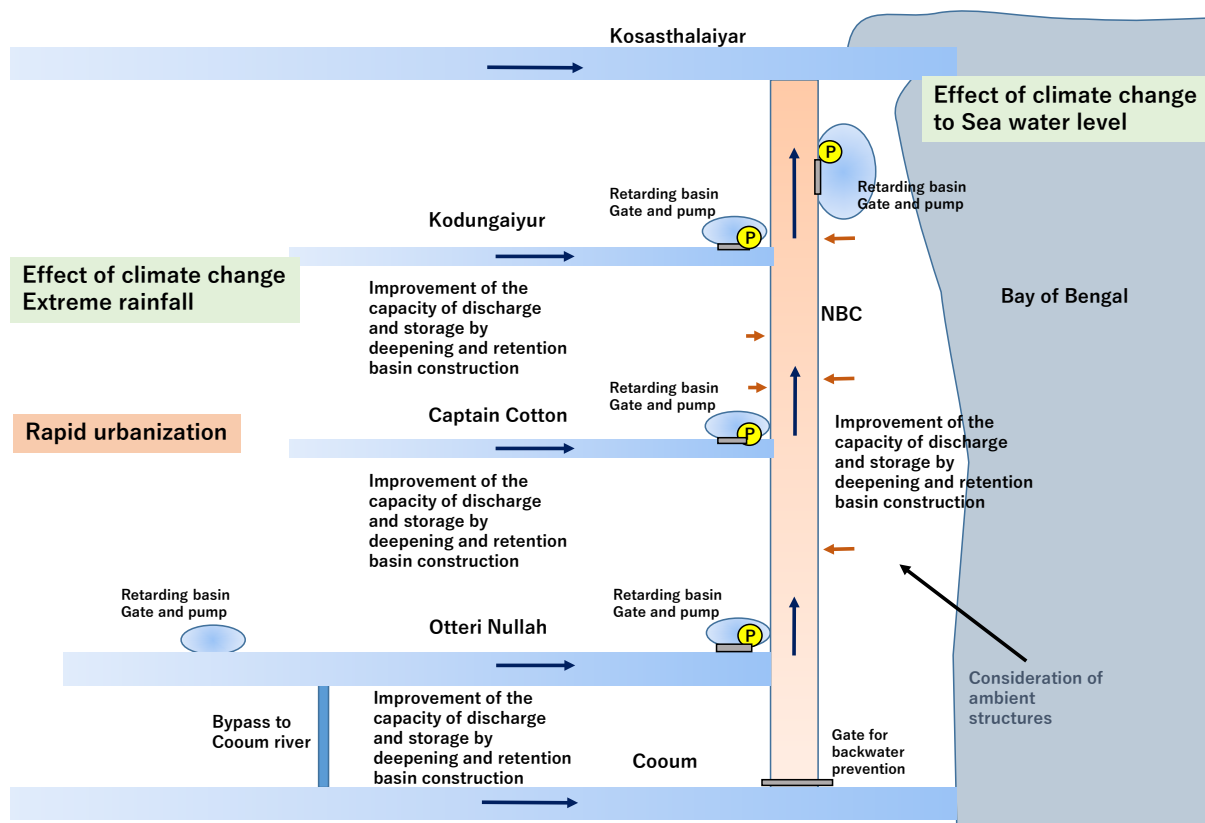 Kosasthalaiyar
Effect of climate change
to Sea water level
P
Retarding basin
Gate and pump
Retarding basin
Gate and pump
Kodungaiyur
P
Effect of climate change
Extreme rainfall
Improvement of the
capacity of discharge
and storage by
deepening and retention
basin construction
Bay of Bengal
NBC
Retarding basin
Gate and pump
Captain Cotton
P
Rapid urbanization
Improvement of the
capacity of discharge
and storage by
deepening and retention
basin construction
Improvement of the
capacity of discharge
and storage by
deepening and retention
basin construction
Retarding basin
Gate and pump
Retarding basin
Gate and pump
Otteri Nullah
P
Consideration of
ambient
structures
Improvement of the
capacity of discharge
and storage by
deepening and retention
basin construction
Bypass to
Cooum river
Cooum
Gate for
backwater
prevention